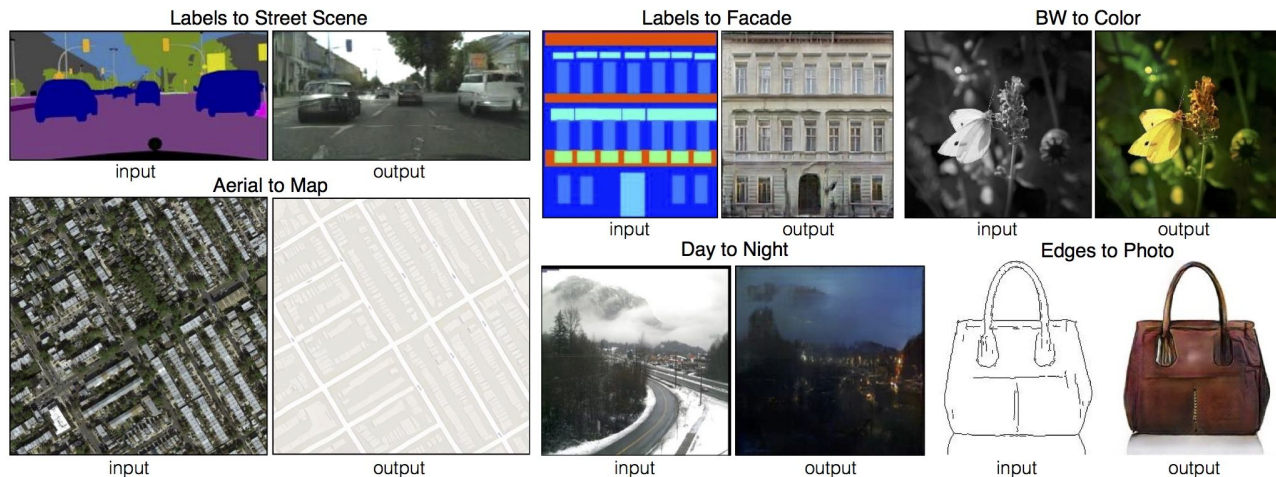 Labels to Street Scene
input
output
Aerial to Map
input
output
Labels to Facade
input
output
BW to Color
input
output
Day to Night
input
output
Edges to Photo
input
output